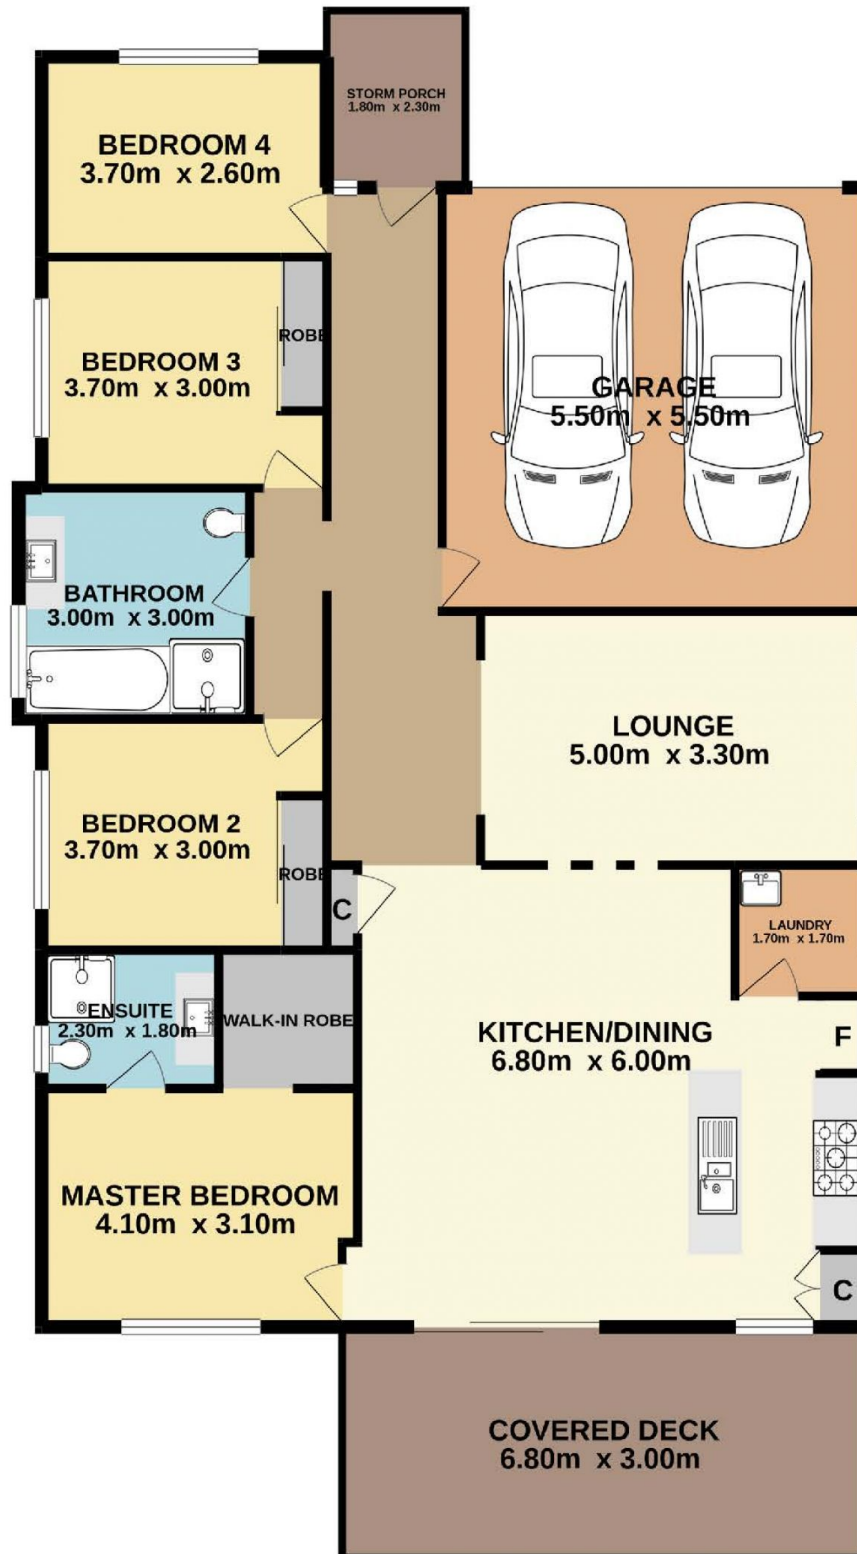 STORM PORCH
1.80m x 2.30m
BEDROOM 4
3.70m x 2.60m
BEDROOM 3
3.70m x 3.00m
ROBE
GARAGE
5.50m x 5.50m
BATHROOM
3.00m x 3.00m
LOUNGE
5.00m x 3.30m
BEDROOM 2
3.70m x 3.00m
ROBE
C
LAUNDRY
1.70m x 1.70m
ENSUITE
2.30m x 1.80m
WALK-IN ROBE
KITCHEN/DINING
6.80m x 6.00m
F
MASTER BEDROOM
4.10m x 3.10m
C
COVERED DECK
6.80m x 3.00m